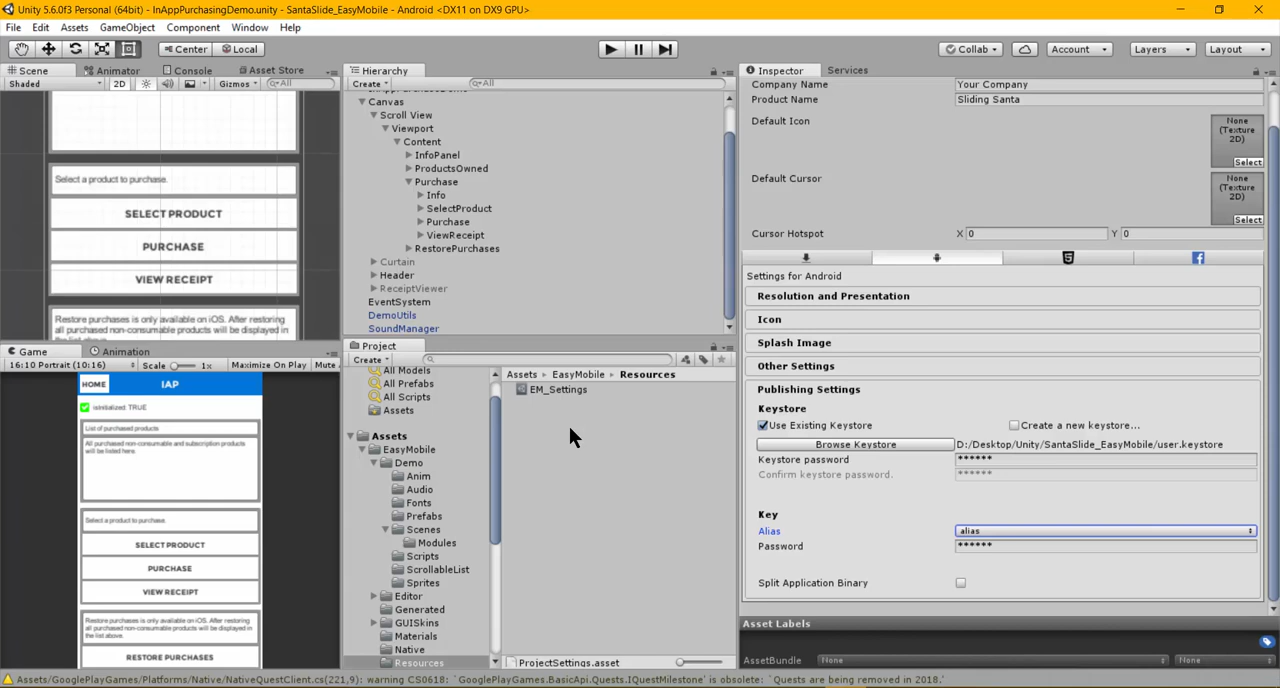 Unity 5.6.0f3 Personal (64bit) - InAppPurchasingDemo.unity - SantaSlide_EasyMobile - Android <DX11 on DX9 GPU>
File Edit Assets GameObject Component Window Help
Center Local Collab Account Layers Layout
Scene Animator Console Asset Store
Shaded 2D Gizmos All
Select a product to purchase.
SELECT PRODUCT
PURCHASE
VIEW RECEIPT
Restore purchases is only available on iOS. After restoring
all purchased non-consumable products will be displayed in
Game Animation
16:10 Portrait (10:16) Scale 1x Maximize On Play Mute
HOME IAP
isInitialized: TRUE
List of purchased products
All purchased non-consumable and subscription products
will be listed here.
Select a product to purchase.
SELECT PRODUCT
PURCHASE
VIEW RECEIPT
Restore purchases is only available on iOS. After restoring
all purchased non-consumable products will be displayed in
the list above.
RESTORE PURCHASES
Hierarchy
Create All
Canvas
Scroll View
Viewport
Content
InfoPanel
ProductsOwned
Purchase
Info
SelectProduct
Purchase
ViewReceipt
RestorePurchases
Curtain
Header
ReceiptViewer
EventSystem
DemoUtils
SoundManager
Project
Create
All Models
All Prefabs
All Scripts
Assets
Assets
EasyMobile
Demo
Anim
Audio
Fonts
Prefabs
Scenes
Modules
Scripts
ScrollableList
Sprites
Editor
Generated
GUISkins
Materials
Native
Resources
Assets EasyMobile Resources
EM_Settings
ProjectSettings.asset
Inspector Services
Company Name Your Company
Product Name Sliding Santa
Default Icon
None
(Texture
2D)
Select
Default Cursor
None
(Texture
2D)
Select
Cursor Hotspot X 0 Y 0
Settings for Android
Resolution and Presentation
Icon
Splash Image
Other Settings
Publishing Settings
Keystore
Use Existing Keystore Create a new keystore...
Browse Keystore D:/Desktop/Unity/SantaSlide_EasyMobile/user.keystore
Keystore password ******
Confirm keystore password. ******
Key
Alias alias
Password ******
Split Application Binary
Asset Labels
AssetBundle None None
Assets/GooglePlayGames/Platforms/Native/NativeQuestClient.cs(221,9): warning CS0618: `GooglePlayGames.BasicApi.Quests.IQuestMilestone' is obsolete: `Quests are being removed in 2018.'